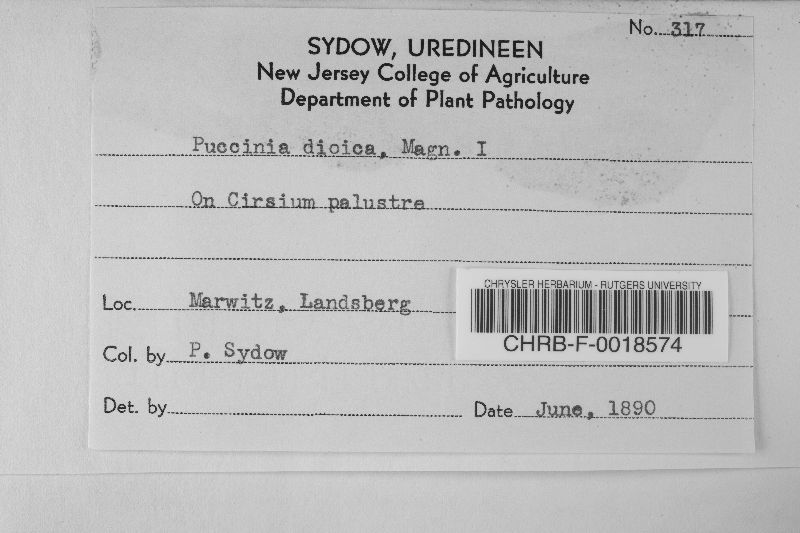 No. 317
SYDOW, UREDINEEN
New Jersey College of Agriculture
Department of Plant Pathology
Puccinia dioica, Magn. I
On Cirsium palustre
Loc. Marwitz, Landsberg
CHRYSLER HERBARIUM - RUTGERS UNIVERSITY
CHRB-F-0018574
Col. by P. Sydow
Det. by
Date June, 1890